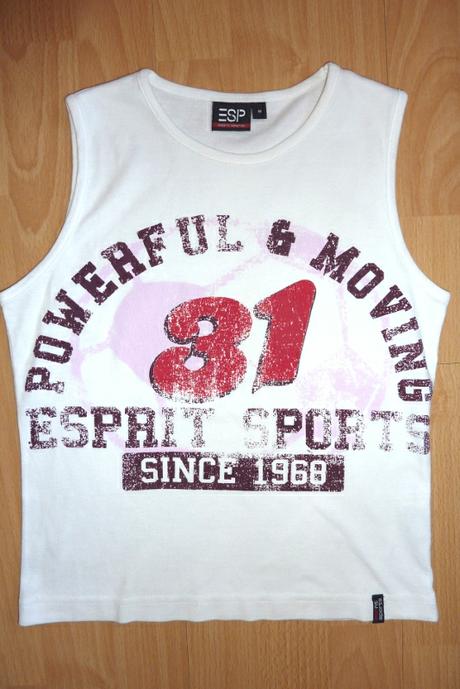 ESP
M
POWERFUL & MOVING
31
ESPRIT SPORTS
SINCE 1968